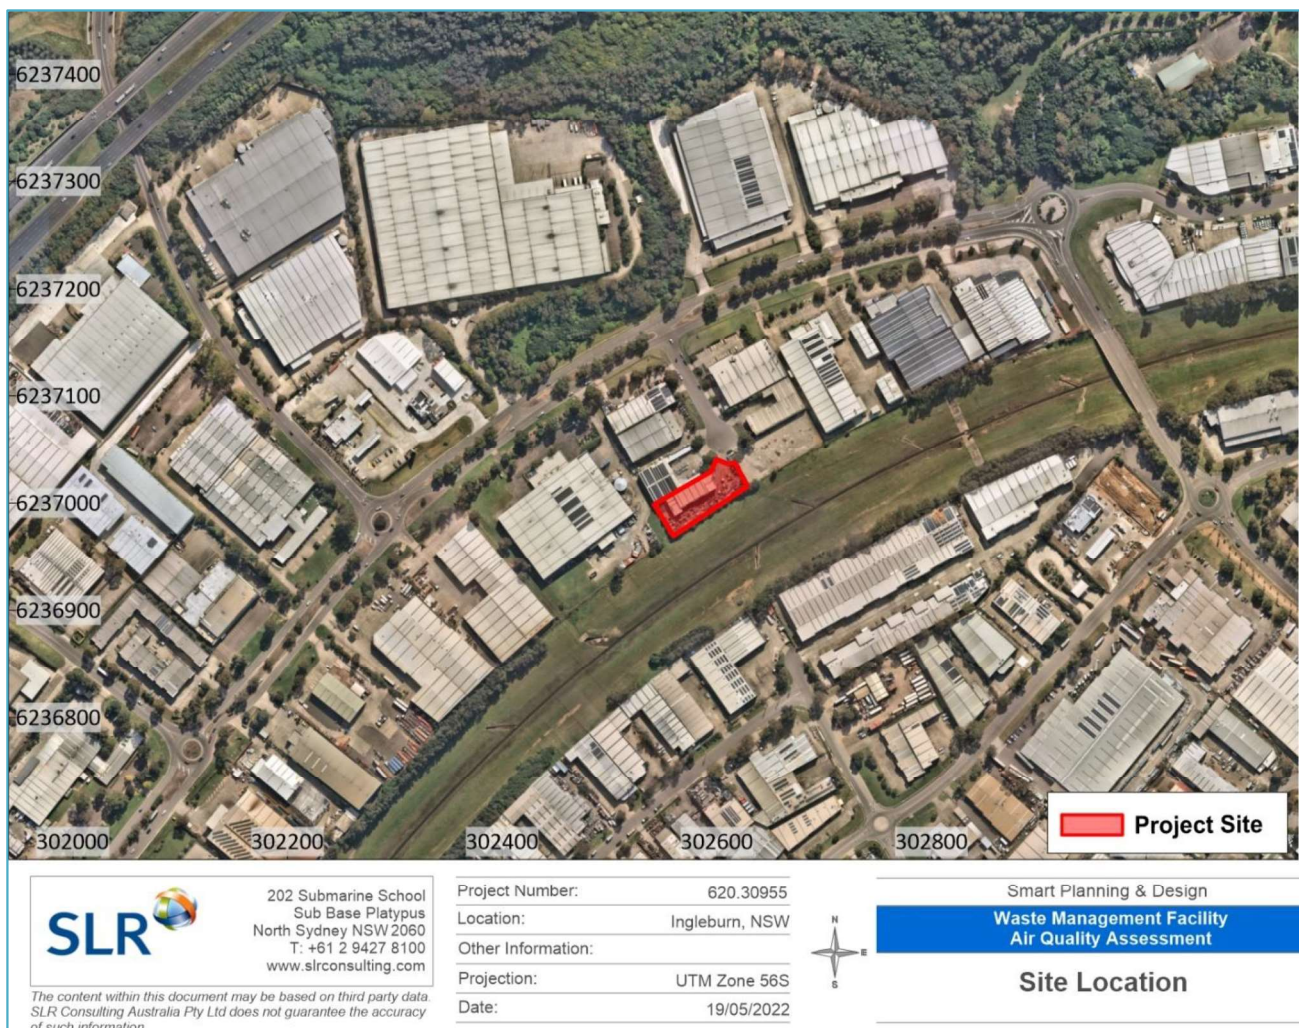 6237400
6237300
6237200
6237100
6237000
6236900
6236800
302000
302200
302400
302600
302800
Project Site
SLR
202 Submarine School
Sub Base Platypus
North Sydney NSW 2060
T: +61 2 9427 8100
www.slrconsulting.com
The content within this document may be based on third party data.
SLR Consulting Australia Pty Ltd does not guarantee the accuracy
of such information.
Project Number: 620.30955
Location: Ingleburn, NSW
Other Information:
Projection: UTM Zone 56S
Date: 19/05/2022
N
E
S
Smart Planning & Design
Waste Management Facility
Air Quality Assessment
Site Location